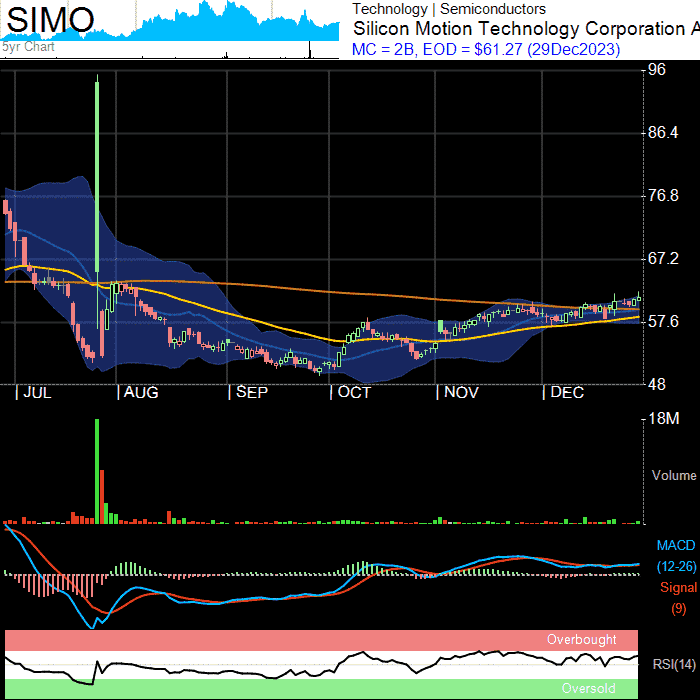 SIMO
5yr Chart
Technology | Semiconductors
Silicon Motion Technology Corporation A
MC = 2B, EOD = $61.27 (29Dec2023)
96
86.4
76.8
67.2
57.6
48
JUL
AUG
SEP
OCT
NOV
DEC
18M
Volume
MACD
(12-26)
Signal
(9)
Overbought
RSI(14)
Oversold